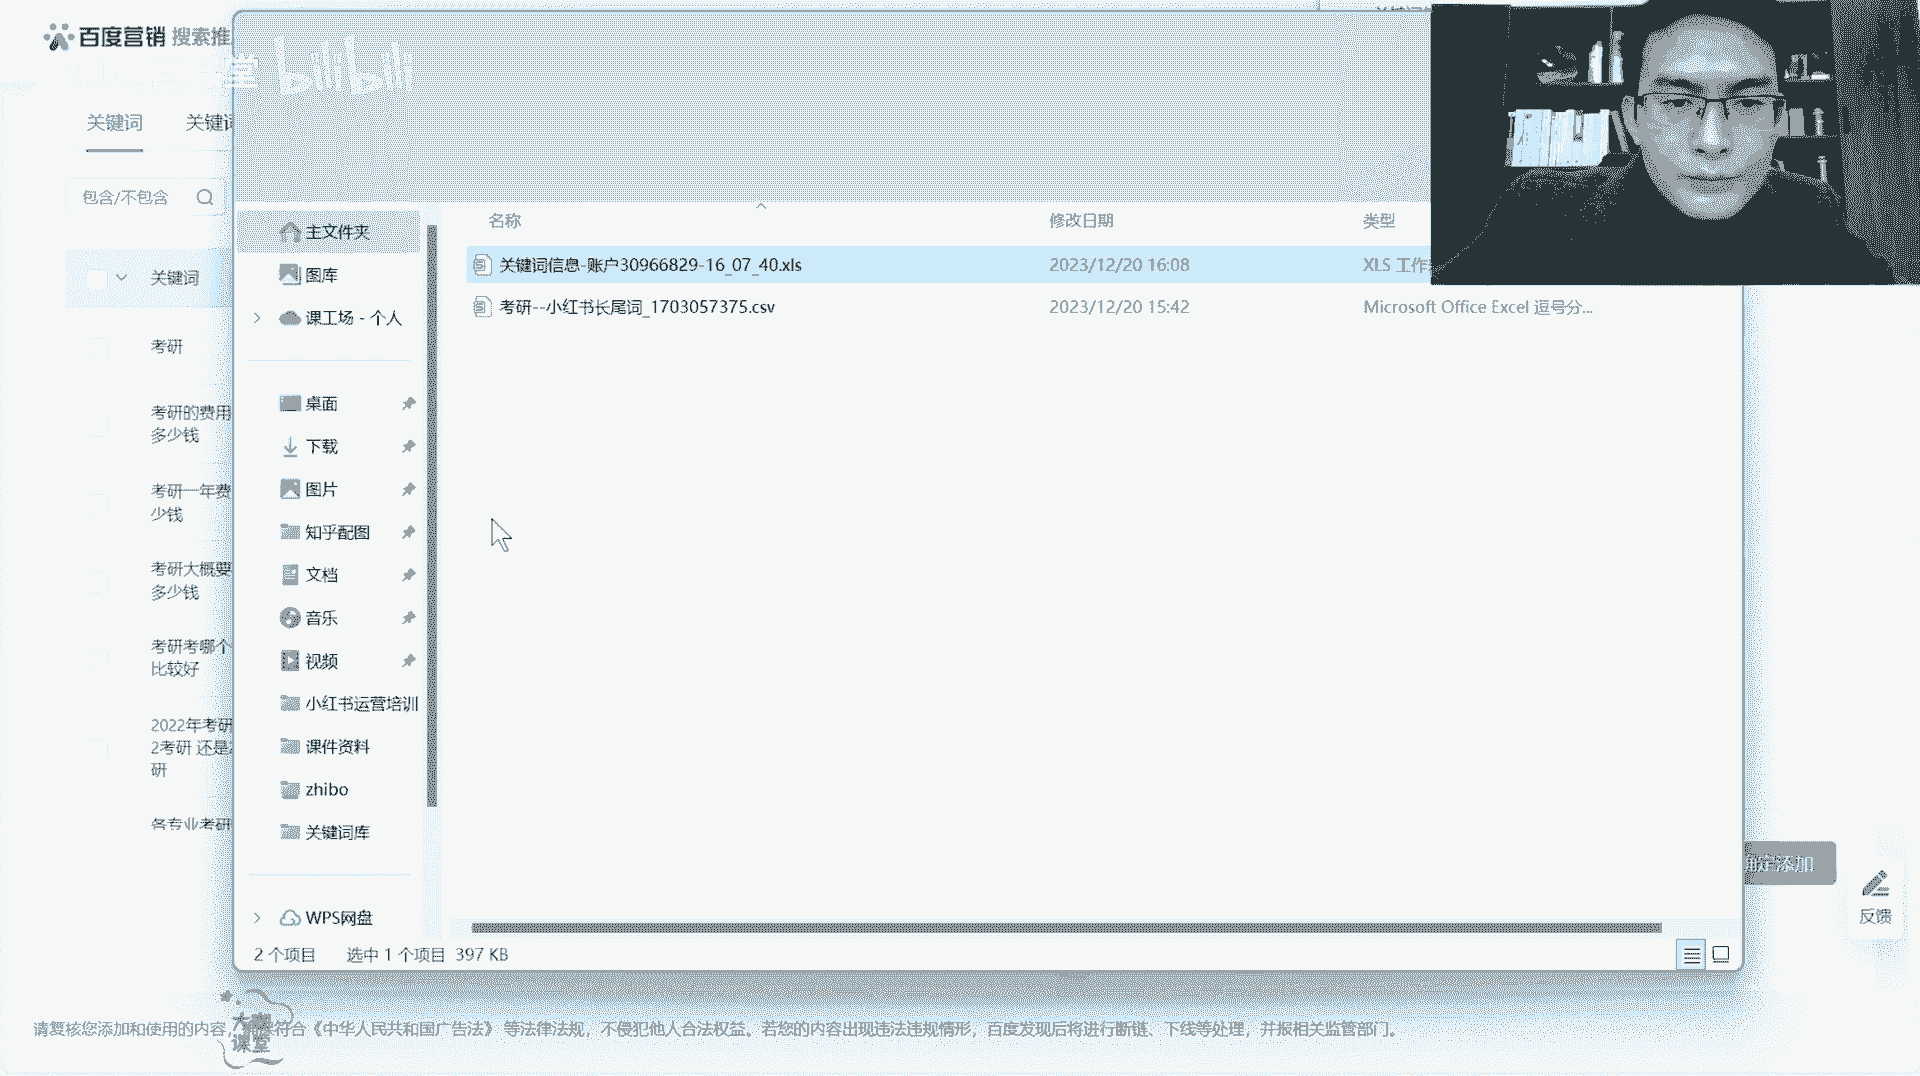 百度营销 搜索推
堂 bilibili
关键词 关键词
包含/不包含
关键词
考研
考研的费用
多少钱
考研一年费
少钱
考研大概要
多少钱
考研考哪个
比较好
2022年考研
2考研 还是2
研
各专业考研
主文件夹
图库
课工场 - 个人
桌面
下载
图片
知乎配图
文档
音乐
视频
小红书运营培训
课件资料
zhibo
关键词库
WPS网盘
名称 修改日期 类型
关键词信息-账户30966829-16_07_40.xls 2023/12/20 16:08 XLS 工作
考研--小红书长尾词_1703057375.csv 2023/12/20 15:42 Microsoft Office Excel 逗号分...
2 个项目 选中 1 个项目 397 KB
确定添加
反馈
请复核您添加和使用的内容, 符合《中华人民共和国广告法》 等法律法规，不侵犯他人合法权益。若您的内容出现违法违规情形，百度发现后将进行断链、下线等处理，并报相关监管部门。
课堂